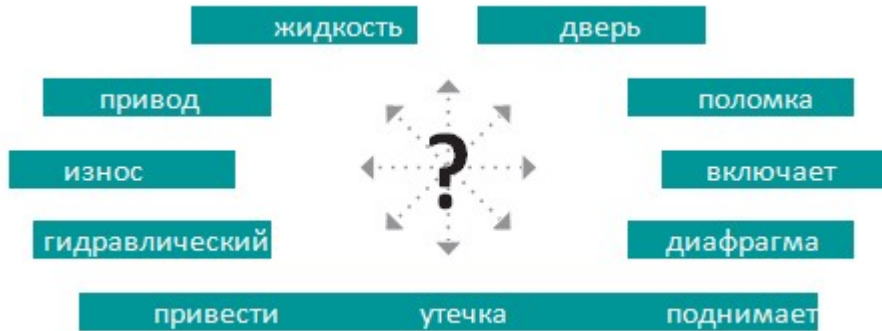 жидкость дверь
привод поломка
?
износ включает
гидравлический диафрагма
привести утечка поднимает